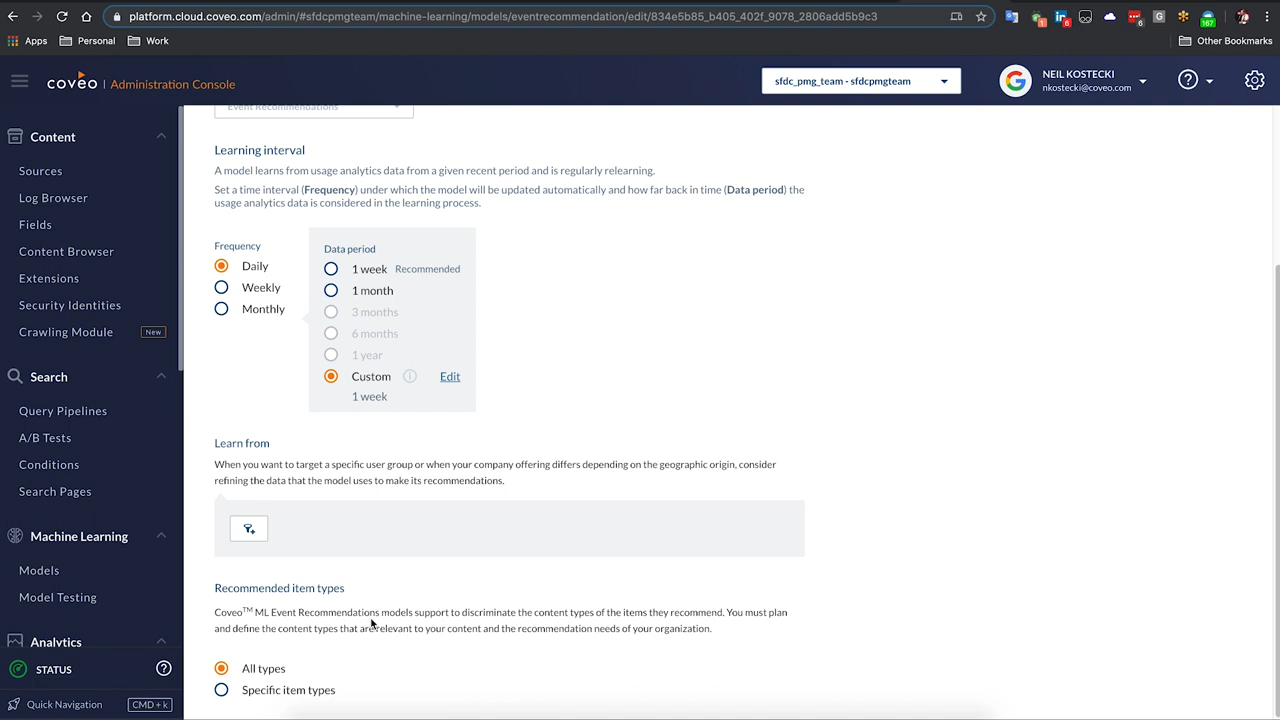 platform.cloud.coveo.com/admin/#sfdcpmgteam/machine-learning/models/eventrecommendation/edit/834e5b85_b405_402f_9078_2806add5b9c3
1
6
6
G
167
Apps
Personal
Work
Other Bookmarks
coveo | Administration Console
sfdc_pmg_team - sfdcpmgteam
G
NEIL KOSTECKI
nkostecki@coveo.com
?
Content
Sources
Log Browser
Fields
Content Browser
Extensions
Security Identities
Crawling Module New
Search
Query Pipelines
A/B Tests
Conditions
Search Pages
Machine Learning
Models
Model Testing
Analytics
STATUS
?
Quick Navigation CMD + k
Event Recommendations
Learning interval
A model learns from usage analytics data from a given recent period and is regularly relearning.
Set a time interval (Frequency) under which the model will be updated automatically and how far back in time (Data period) the
usage analytics data is considered in the learning process.
Frequency
Daily
Weekly
Monthly
Data period
1 week Recommended
1 month
3 months
6 months
1 year
Custom i Edit
1 week
Learn from
When you want to target a specific user group or when your company offering differs depending on the geographic origin, consider
refining the data that the model uses to make its recommendations.
Recommended item types
Coveo™ ML Event Recommendations models support to discriminate the content types of the items they recommend. You must plan
and define the content types that are relevant to your content and the recommendation needs of your organization.
All types
Specific item types